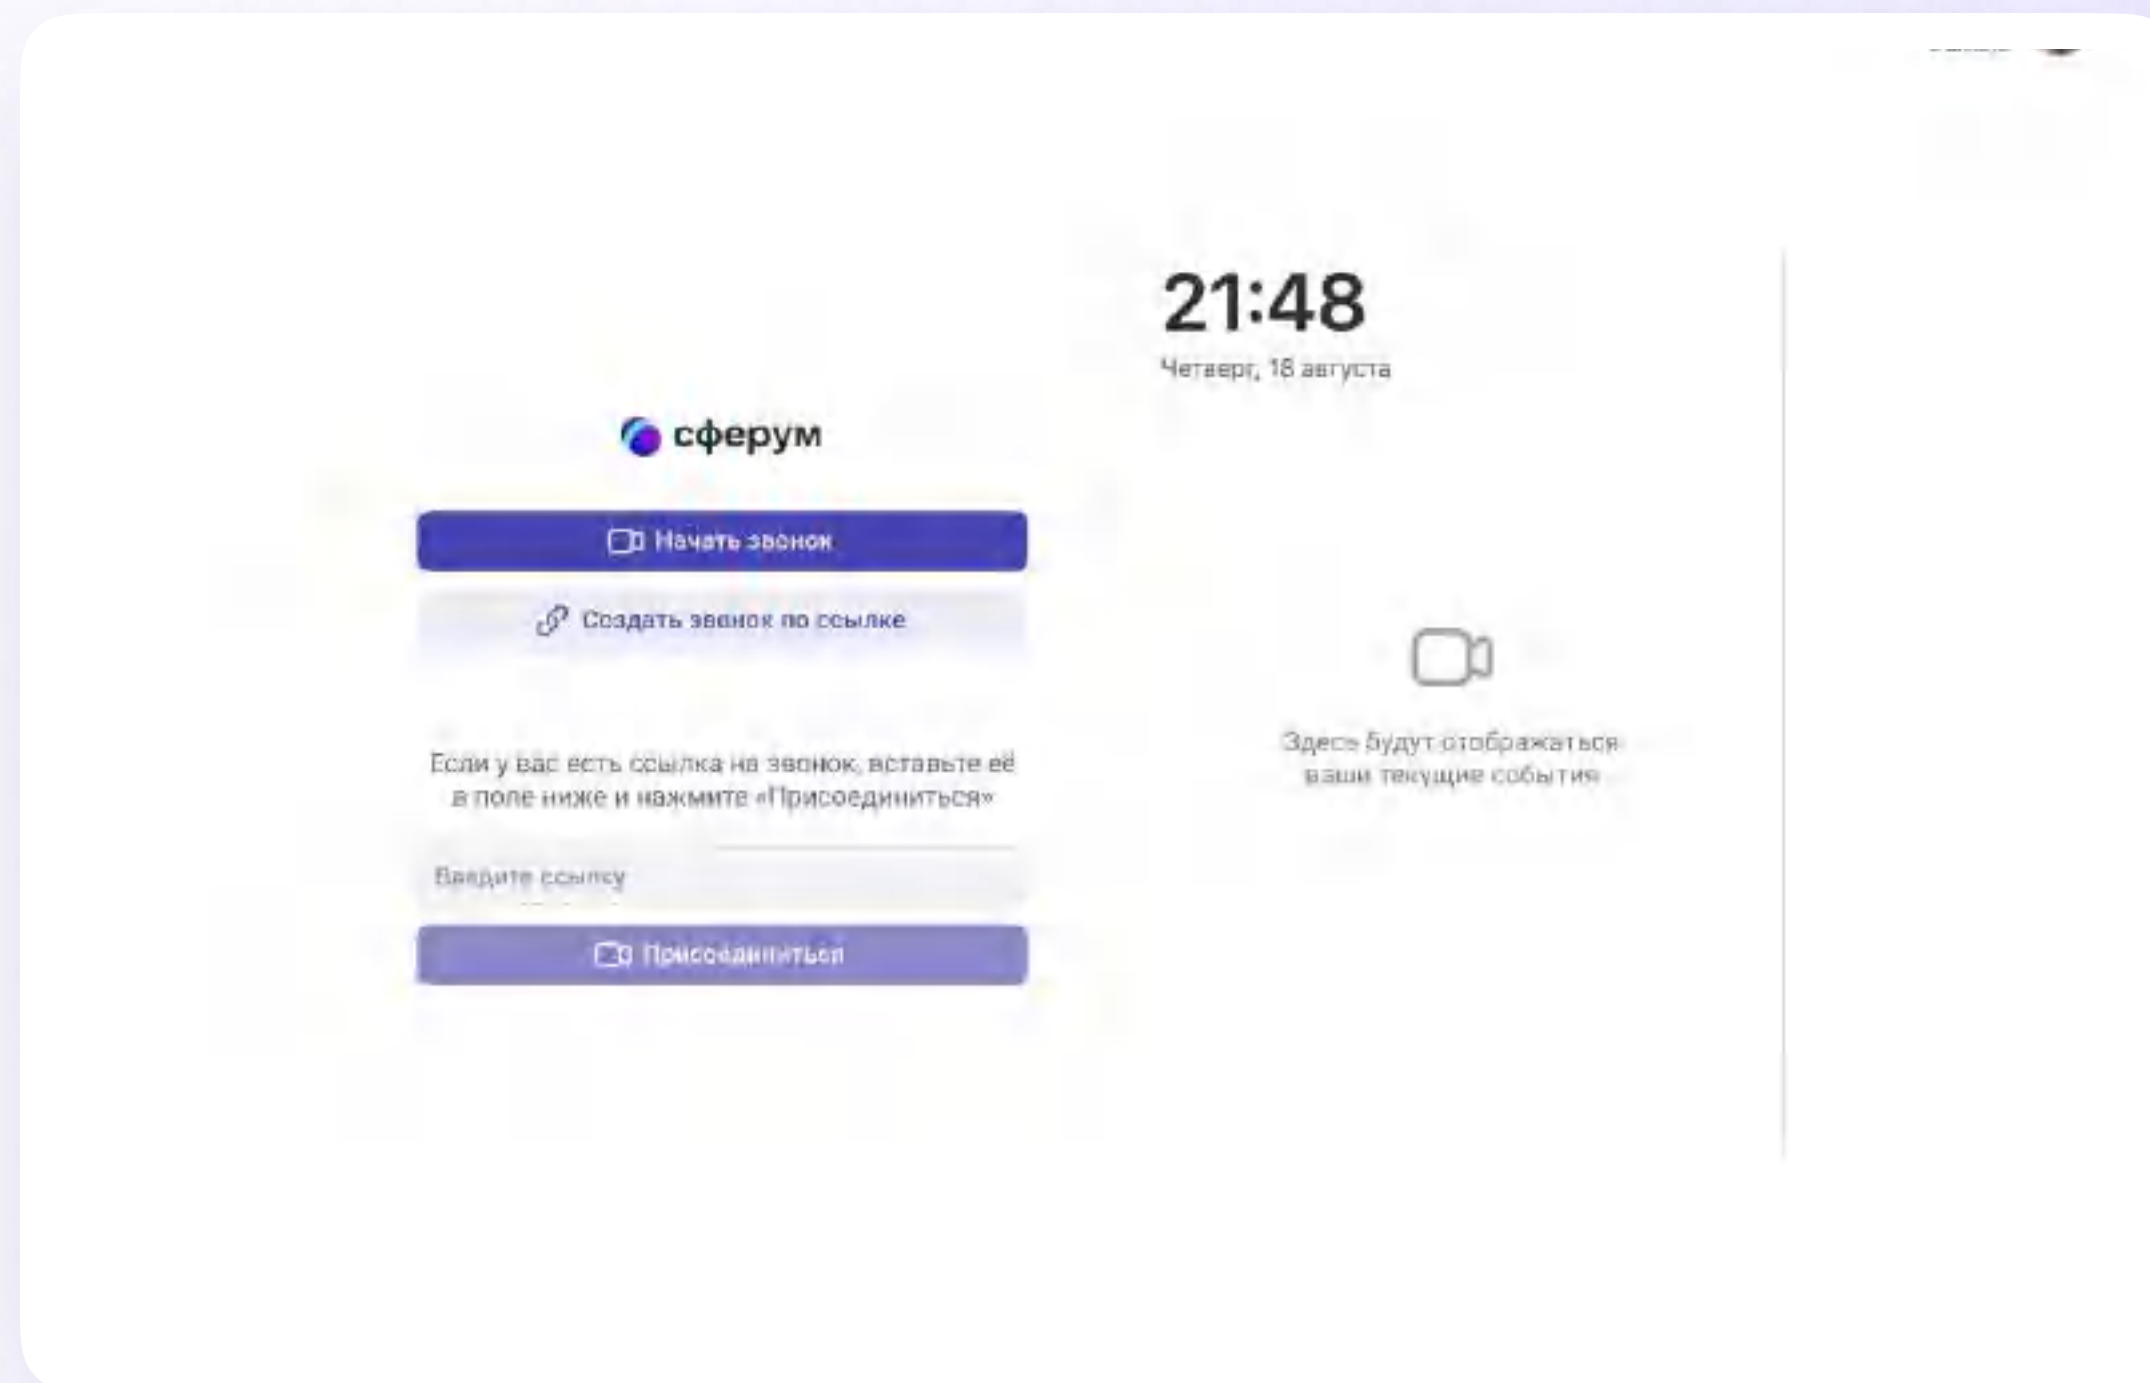 сферум
Начать звонок
Создать звонок по ссылке
Если у вас есть ссылка на звонок, вставьте её
в поле ниже и нажмите «Присоединиться»
Введите ссылку
Присоединиться
21:48
Четверг, 18 августа
Здесь будут отображаться
ваши текущие события